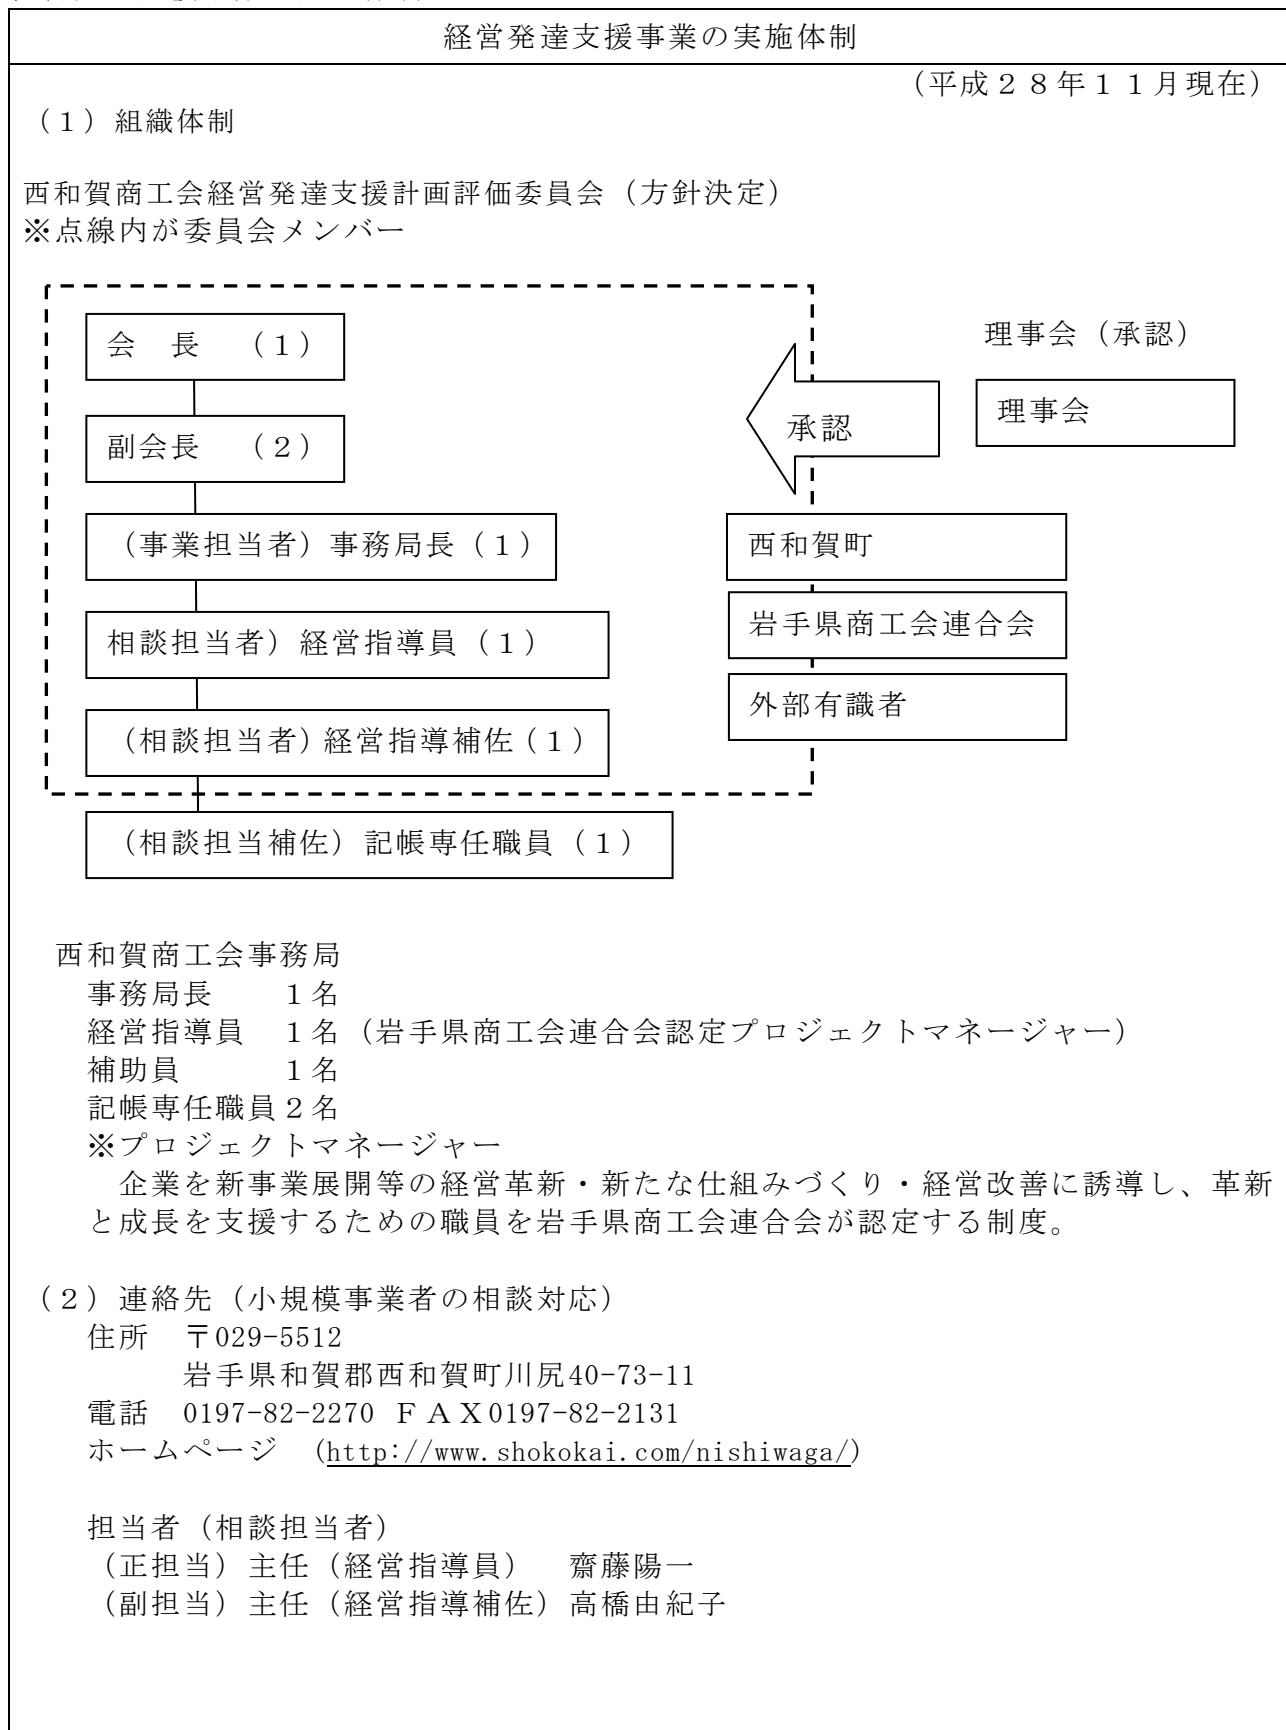 経営発達支援事業の実施体制
（平成２８年１１月現在）
（１）組織体制
西和賀商工会経営発達支援計画評価委員会（方針決定）
※点線内が委員会メンバー
会　長　（１）
理事会（承認）
理事会
承認
副会長　（２）
（事業担当者）事務局長（１）
西和賀町
相談担当者）経営指導員（１）
岩手県商工会連合会
外部有識者
（相談担当者）経営指導補佐（１）
（相談担当補佐）記帳専任職員（１）
西和賀商工会事務局
事務局長　　１名
経営指導員　１名（岩手県商工会連合会認定プロジェクトマネージャー）
補助員　　　１名
記帳専任職員２名
※プロジェクトマネージャー
企業を新事業展開等の経営革新・新たな仕組みづくり・経営改善に誘導し、革新
と成長を支援するための職員を岩手県商工会連合会が認定する制度。
（２）連絡先（小規模事業者の相談対応）
住所　〒029-5512
岩手県和賀郡西和賀町川尻40-73-11
電話　0197-82-2270 ＦＡＸ0197-82-2131
ホームページ　(http://www.shokokai.com/nishiwaga/)
担当者（相談担当者）
（正担当）主任（経営指導員）　齋藤陽一
（副担当）主任（経営指導補佐）高橋由紀子